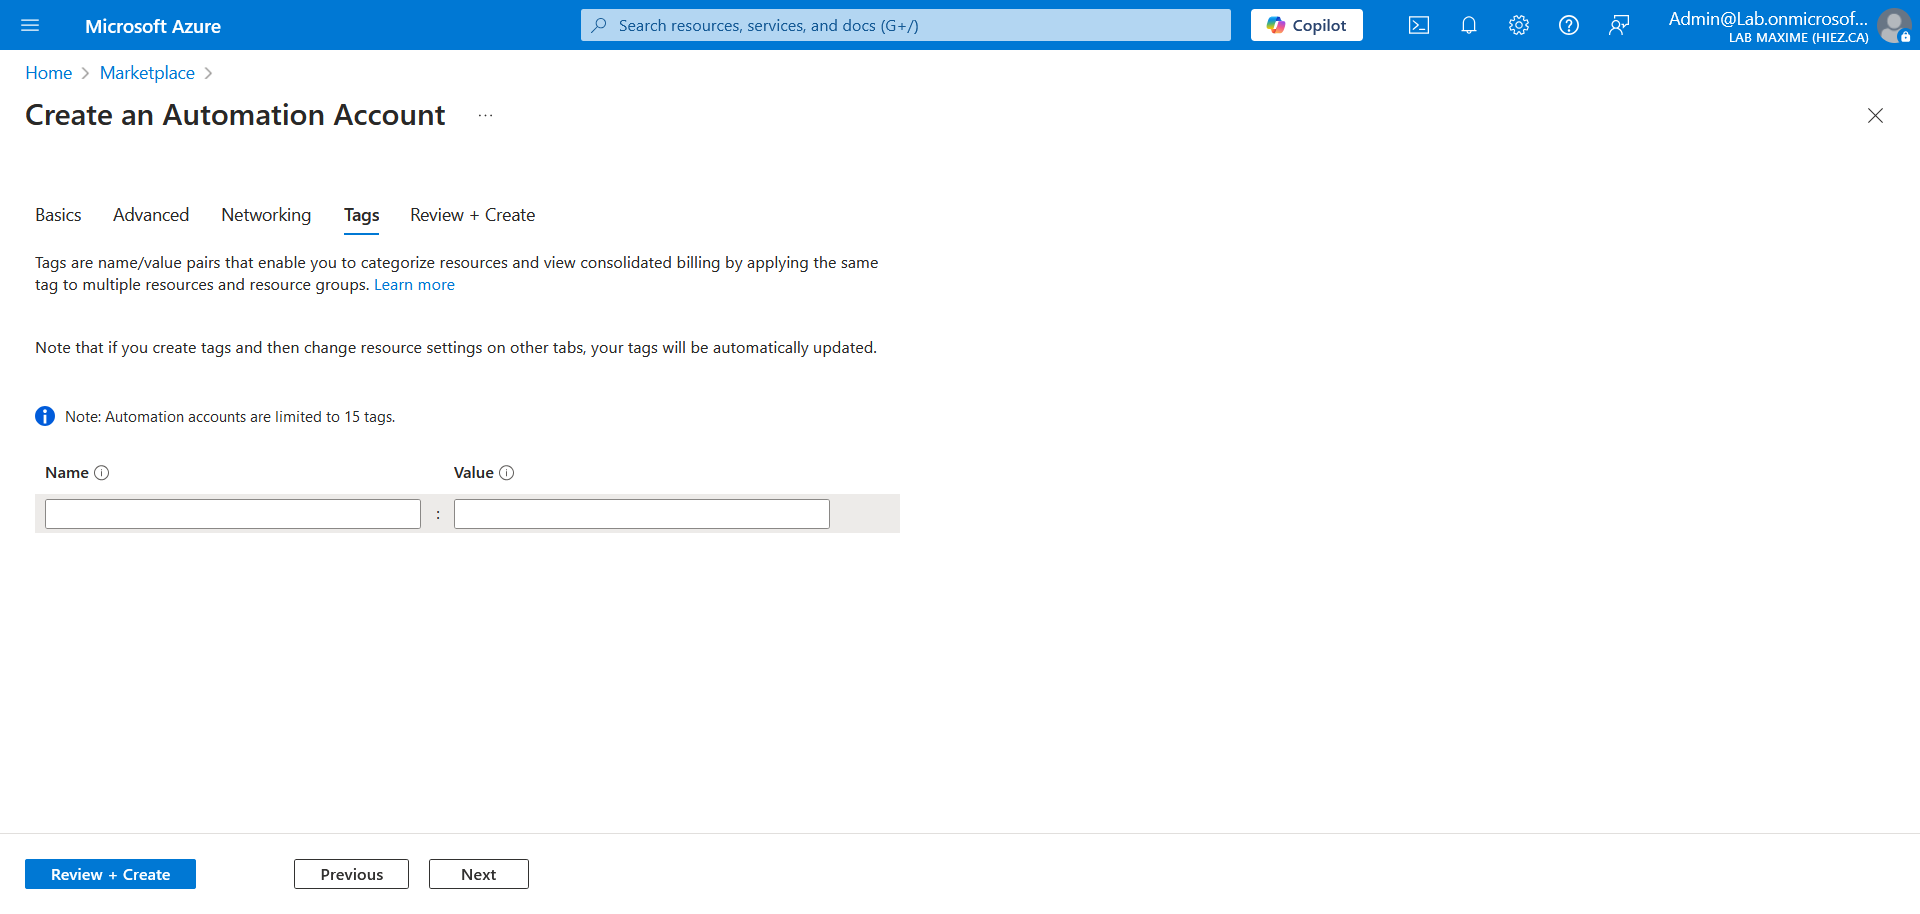 Microsoft Azure
Search resources, services, and docs (G+/)
Copilot
Admin@Lab.onmicrosof...
LAB MAXIME (HIEZ.CA)
Home
Marketplace
Create an Automation Account
...
Basics
Advanced
Networking
Tags
Review + Create
Tags are name/value pairs that enable you to categorize resources and view consolidated billing by applying the same
tag to multiple resources and resource groups. Learn more
Note that if you create tags and then change resource settings on other tabs, your tags will be automatically updated.
Note: Automation accounts are limited to 15 tags.
Name
Value
:
Review + Create
Previous
Next